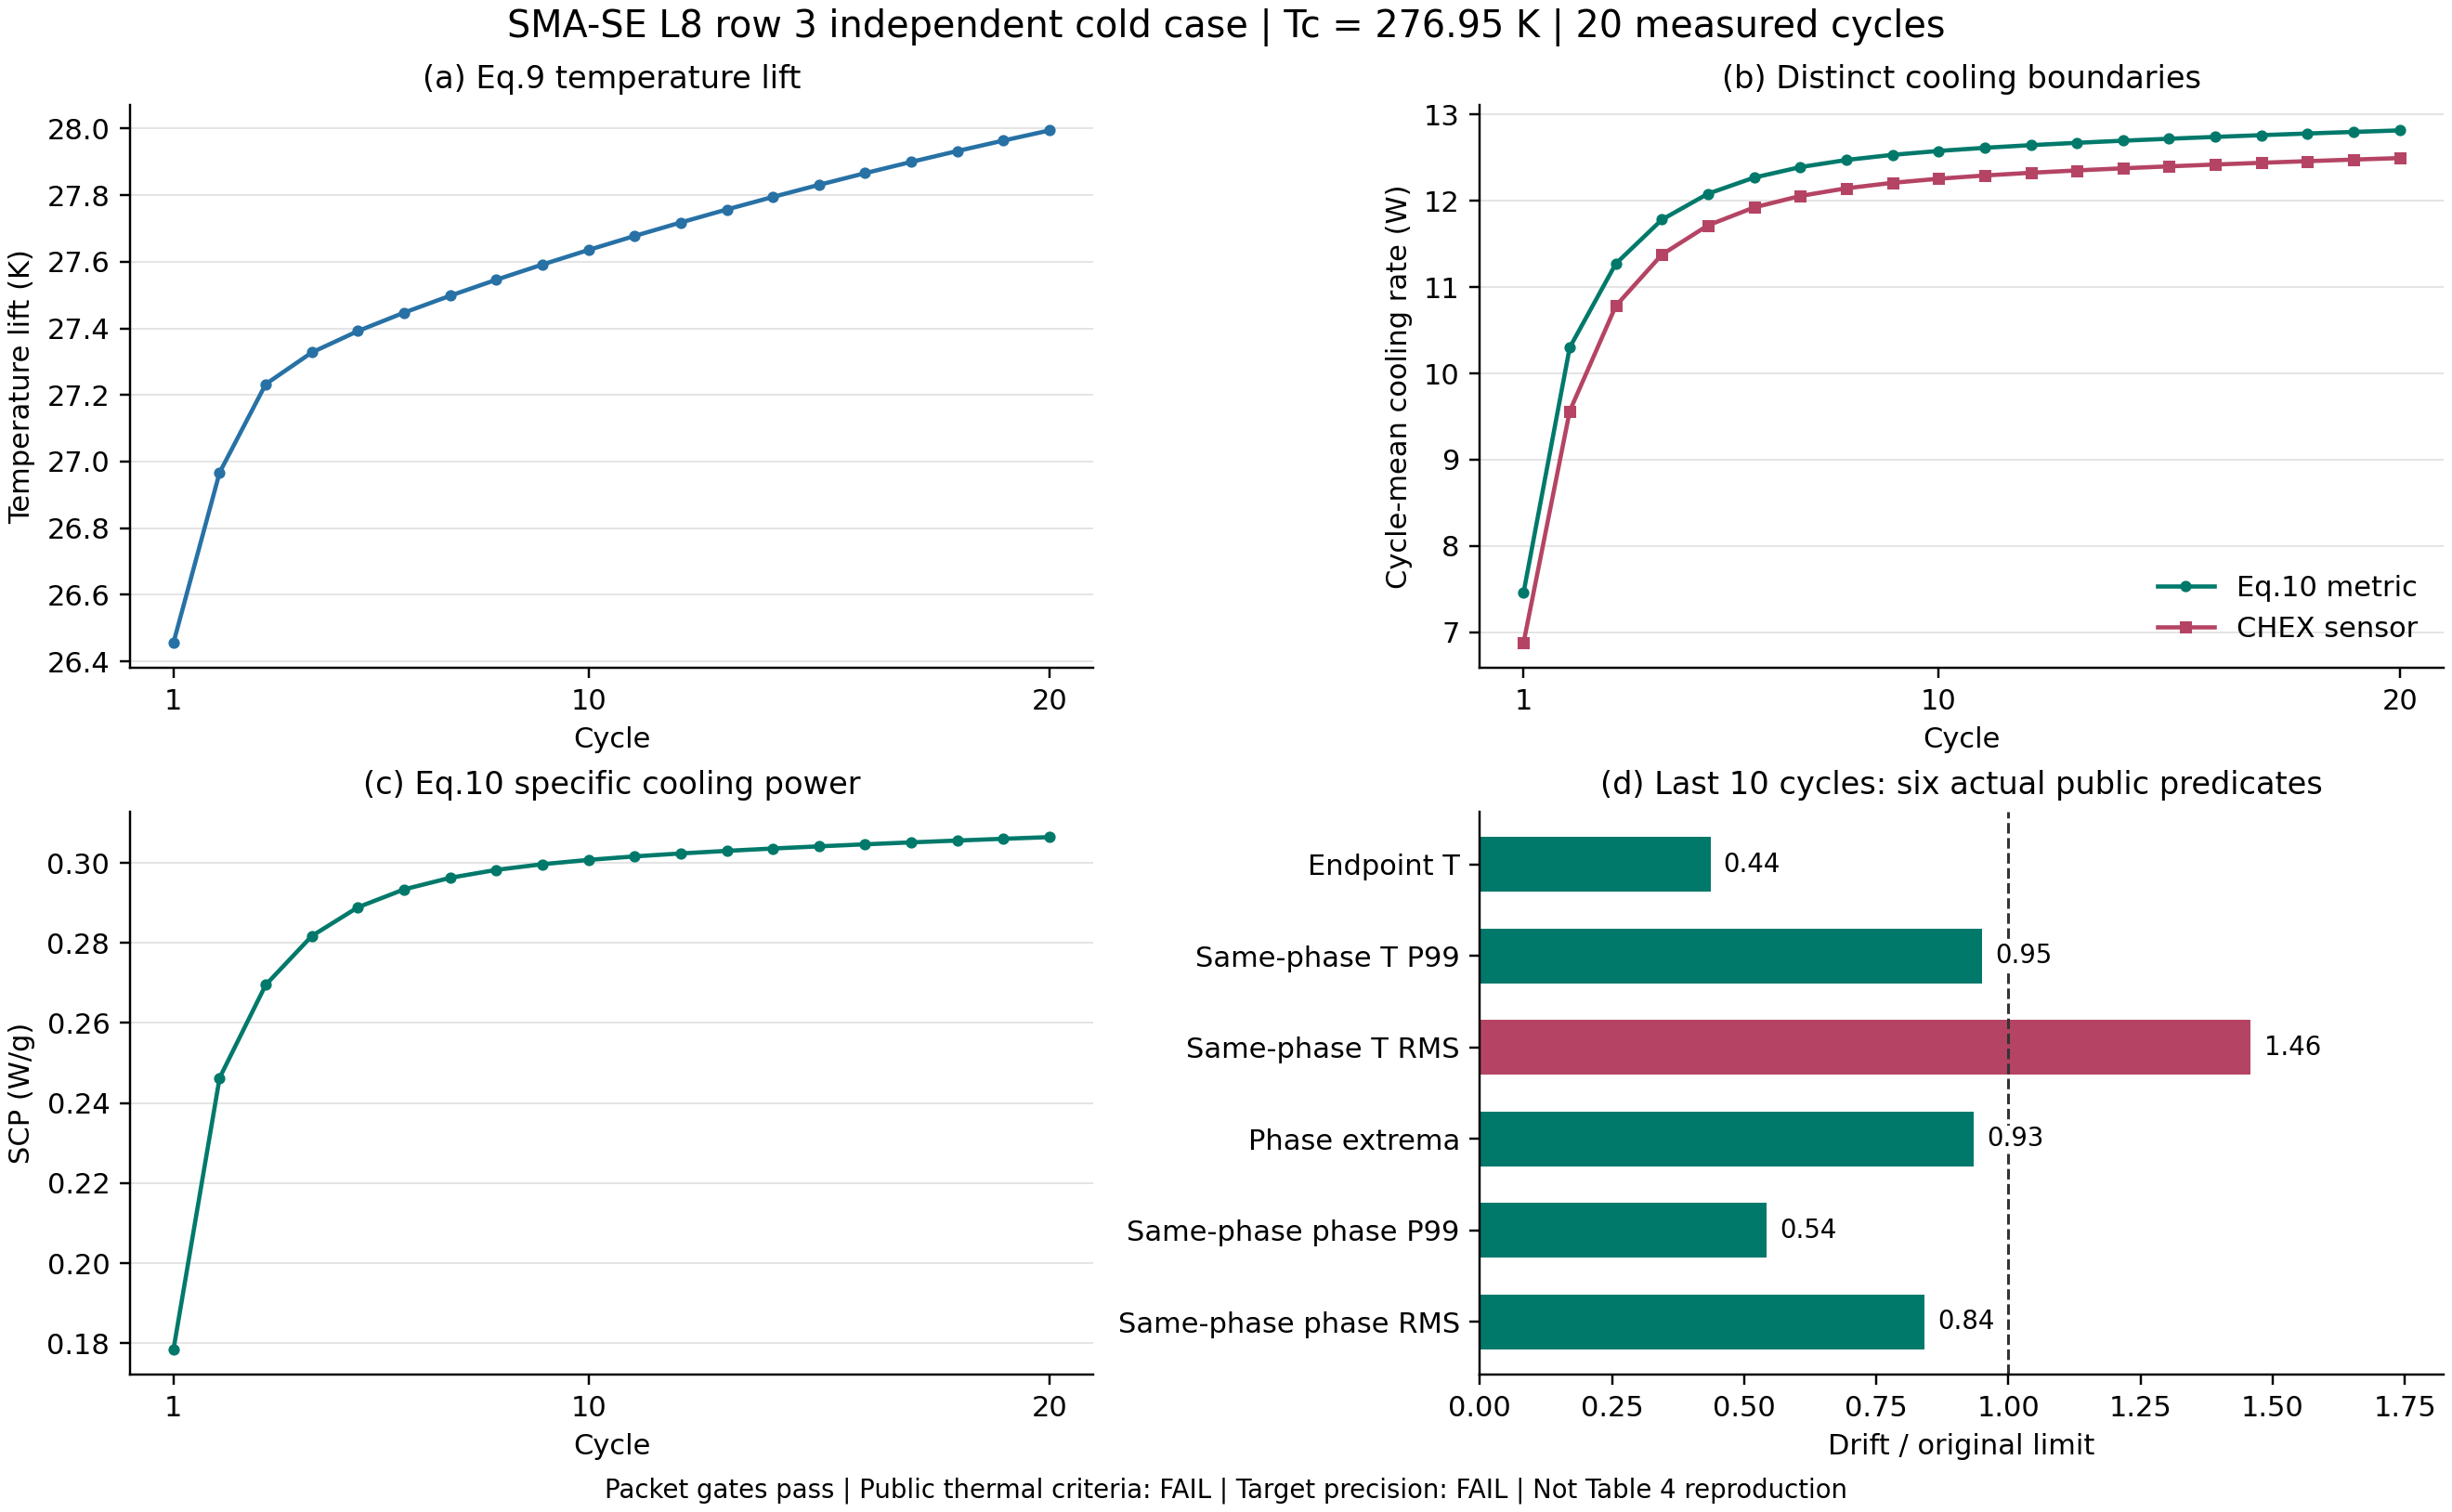 SMA-SE L8 row 3 independent cold case | Tc = 276.95 K | 20 measured cycles
(a) Eq.9 temperature lift
Temperature lift (K)
28.0
27.8
27.6
27.4
27.2
27.0
26.8
26.6
26.4
1
10
20
Cycle
(b) Distinct cooling boundaries
Cycle-mean cooling rate (W)
13
12
11
10
9
8
7
Eq.10 metric
CHEX sensor
1
10
20
Cycle
(c) Eq.10 specific cooling power
SCP (W/g)
0.30
0.28
0.26
0.24
0.22
0.20
0.18
1
10
20
Cycle
(d) Last 10 cycles: six actual public predicates
Endpoint T
0.44
Same-phase T P99
0.95
Same-phase T RMS
1.46
Phase extrema
0.93
Same-phase phase P99
0.54
Same-phase phase RMS
0.84
0.00
0.25
0.50
0.75
1.00
1.25
1.50
1.75
Drift / original limit
Packet gates pass | Public thermal criteria: FAIL | Target precision: FAIL | Not Table 4 reproduction